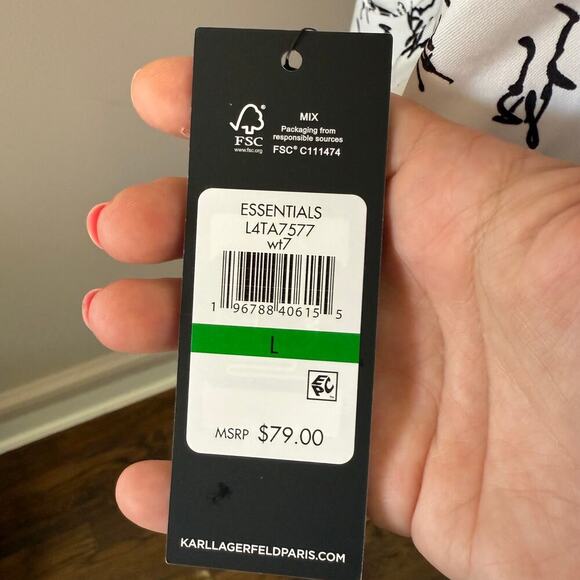 MIX
Packaging from
responsible sources
FSC® C111474
FSC
www.fsc.org
ESSENTIALS
L4TA7577
wt7
1 96788 40615 5
L
EPC
MSRP $79.00
KARLLAGERFELDPARIS.COM